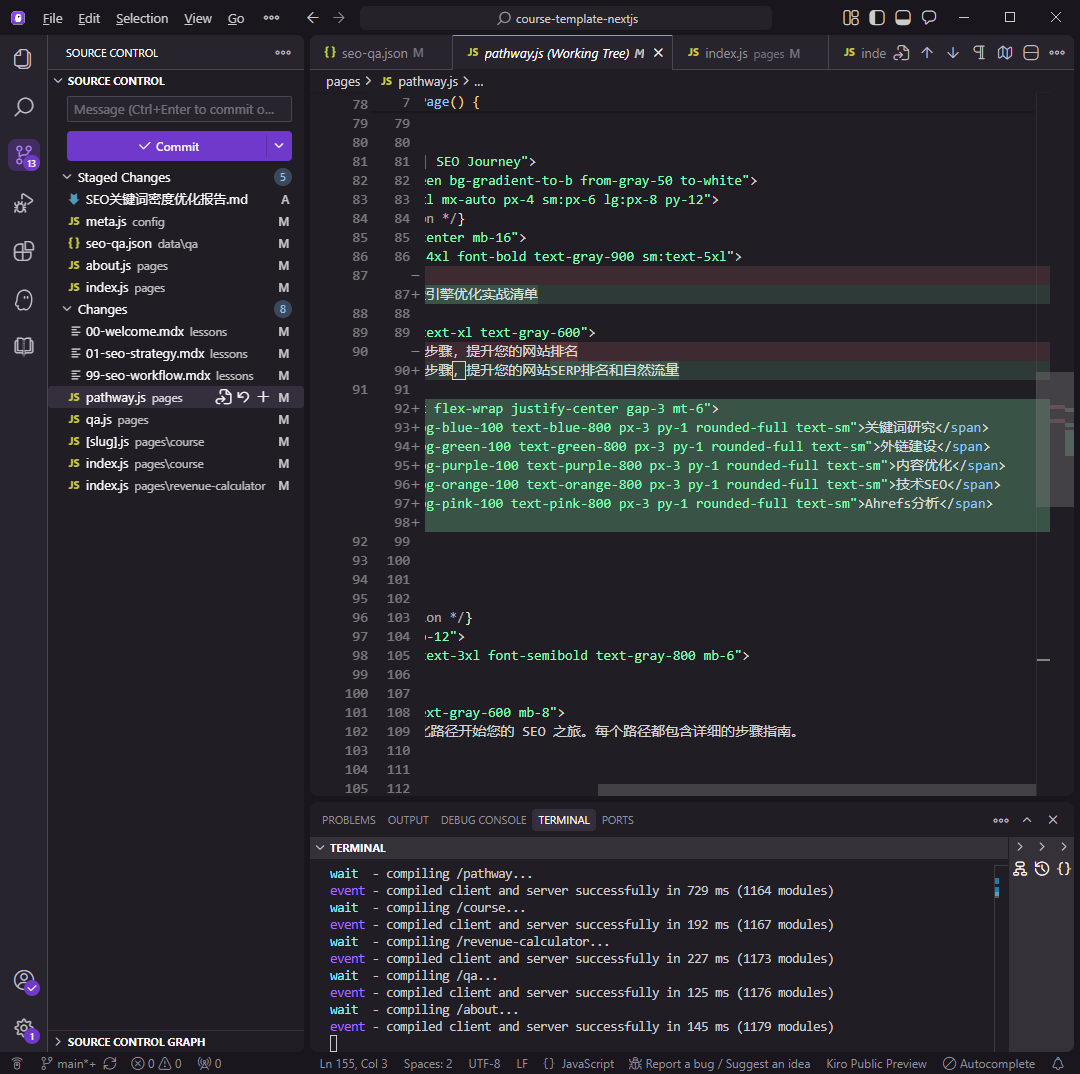 File Edit Selection View Go
course-template-nextjs
SOURCE CONTROL
SOURCE CONTROL
Message (Ctrl+Enter to commit o...
Commit
13
Staged Changes 5
SEO关键词密度优化报告.md A
JS meta.js config M
{} seo-qa.json data\qa M
JS about.js pages M
JS index.js pages M
Changes 8
00-welcome.mdx lessons M
01-seo-strategy.mdx lessons M
99-seo-workflow.mdx lessons M
JS pathway.js pages M
JS qa.js pages M
JS [slug].js pages\course M
JS index.js pages\course M
JS index.js pages\revenue-calculator M
SOURCE CONTROL GRAPH
1
{} seo-qa.json M
JS pathway.js (Working Tree) M
JS index.js pages M
JS inde
pages > JS pathway.js > ...
78 7 Page() {
79 79
80 80
81 81 | SEO Journey">
82 82 en bg-gradient-to-b from-gray-50 to-white">
83 83 xl mx-auto px-4 sm:px-6 lg:px-8 py-12">
84 84 on */}
85 85 center mb-16">
86 86 4xl font-bold text-gray-900 sm:text-5xl">
87 −
87+ 引擎优化实战清单
88 88
89 89 text-xl text-gray-600">
90 − 步骤，提升您的网站排名
90+ 步骤，提升您的网站SERP排名和自然流量
91 91
92+ flex-wrap justify-center gap-3 mt-6">
93+ bg-blue-100 text-blue-800 px-3 py-1 rounded-full text-sm">关键词研究</span>
94+ bg-green-100 text-green-800 px-3 py-1 rounded-full text-sm">外链建设</span>
95+ bg-purple-100 text-purple-800 px-3 py-1 rounded-full text-sm">内容优化</span>
96+ bg-orange-100 text-orange-800 px-3 py-1 rounded-full text-sm">技术SEO</span>
97+ bg-pink-100 text-pink-800 px-3 py-1 rounded-full text-sm">Ahrefs分析</span>
98+
92 99
93 100
94 101
95 102
96 103 ion */}
97 104 -12">
98 105 text-3xl font-semibold text-gray-800 mb-6">
99 106
100 107
101 108 ext-gray-600 mb-8">
102 109 化路径开始您的 SEO 之旅。每个路径都包含详细的步骤指南。
103 110
104 111
105 112
PROBLEMS OUTPUT DEBUG CONSOLE TERMINAL PORTS
TERMINAL
wait - compiling /pathway...
event - compiled client and server successfully in 729 ms (1164 modules)
wait - compiling /course...
event - compiled client and server successfully in 192 ms (1167 modules)
wait - compiling /revenue-calculator...
event - compiled client and server successfully in 227 ms (1173 modules)
wait - compiling /qa...
event - compiled client and server successfully in 125 ms (1176 modules)
wait - compiling /about...
event - compiled client and server successfully in 145 ms (1179 modules)
main*+ 0 0 0 Ln 155, Col 3 Spaces: 2 UTF-8 LF {} JavaScript Report a bug / Suggest an idea Kiro Public Preview Autocomplete